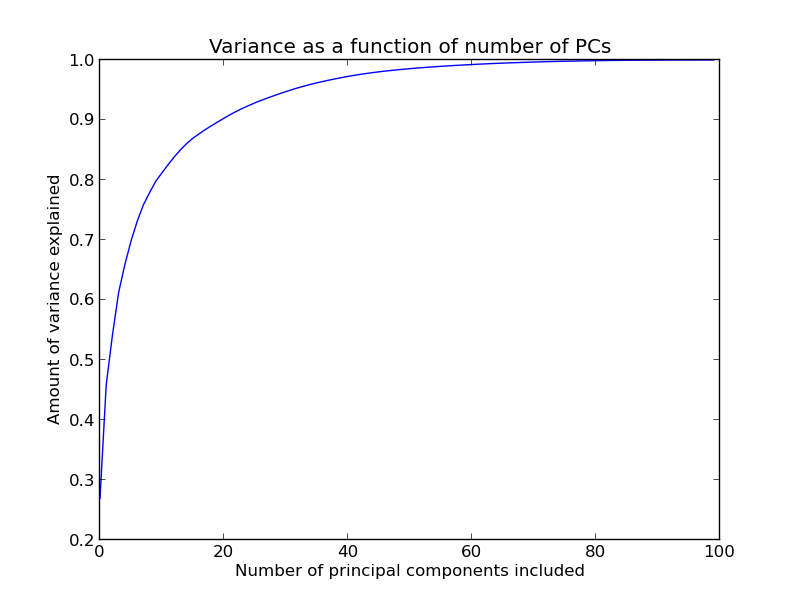 Variance as a function of number of PCs
1.0
0.9
0.8
0.7
0.6
0.5
0.4
0.3
0.2
Amount of variance explained
0 20 40 60 80 100
Number of principal components included